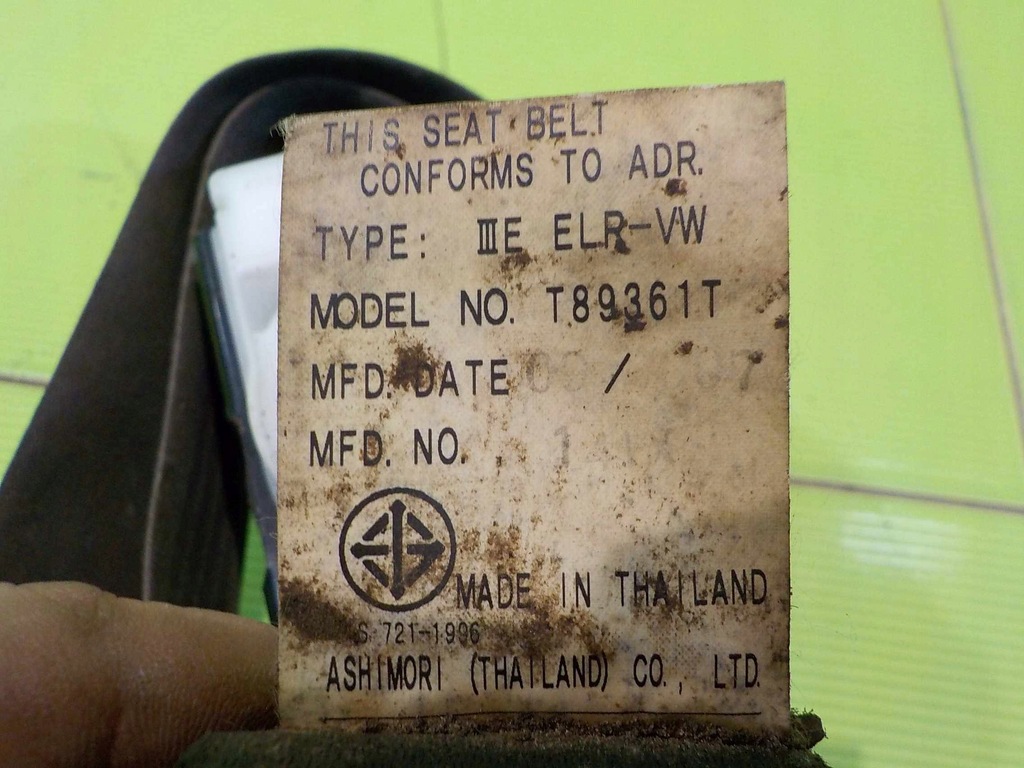 THIS SEAT BELT
CONFORMS TO ADR.
TYPE: IIIE ELR-VW
MODEL NO. T89361T
MFD. DATE / 07
MFD. NO.
S 721-1996
MADE IN THAILAND
ASHIMORI (THAILAND) CO., LTD.